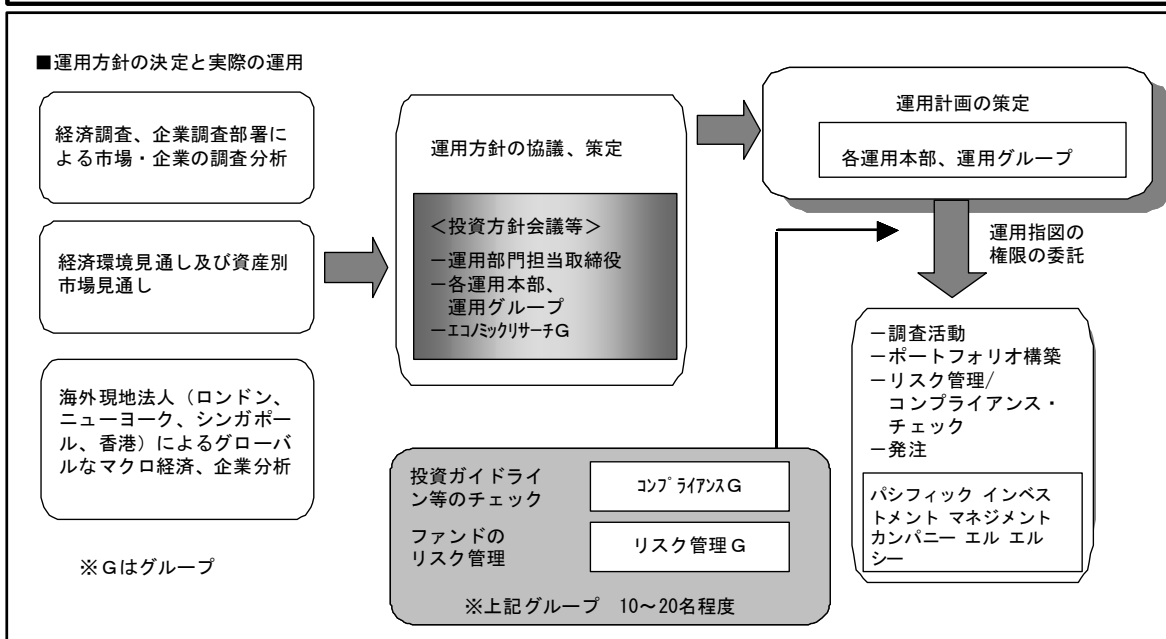 ■運用方針の決定と実際の運用
経済調査、企業調査部署に
よる市場・企業の調査分析
経済環境見通し及び資産別
市場見通し
海外現地法人（ロンドン、
ニューヨーク、シンガポー
ル、香港）によるグローバ
ルなマクロ経済、企業分析
※Ｇはグループ
運用方針の協議、策定
＜投資方針会議等＞
－運用部門担当取締役
－各運用本部、
運用グループ
－ｴｺﾉﾐｯｸﾘｻｰﾁＧ
運用計画の策定
各運用本部、運用グループ
運用指図の
権限の委託
－調査活動
－ポートフォリオ構築
－リスク管理/
コンプライアンス・
チェック
－発注
パシフィック インベス
トメント マネジメント
カンパニー エル エル
シー
投資ガイドライ
ン等のチェック
ｺﾝﾌﾟﾗｲｱﾝｽＧ
ファンドの
リスク管理
リスク管理Ｇ
※上記グループ　10～20名程度